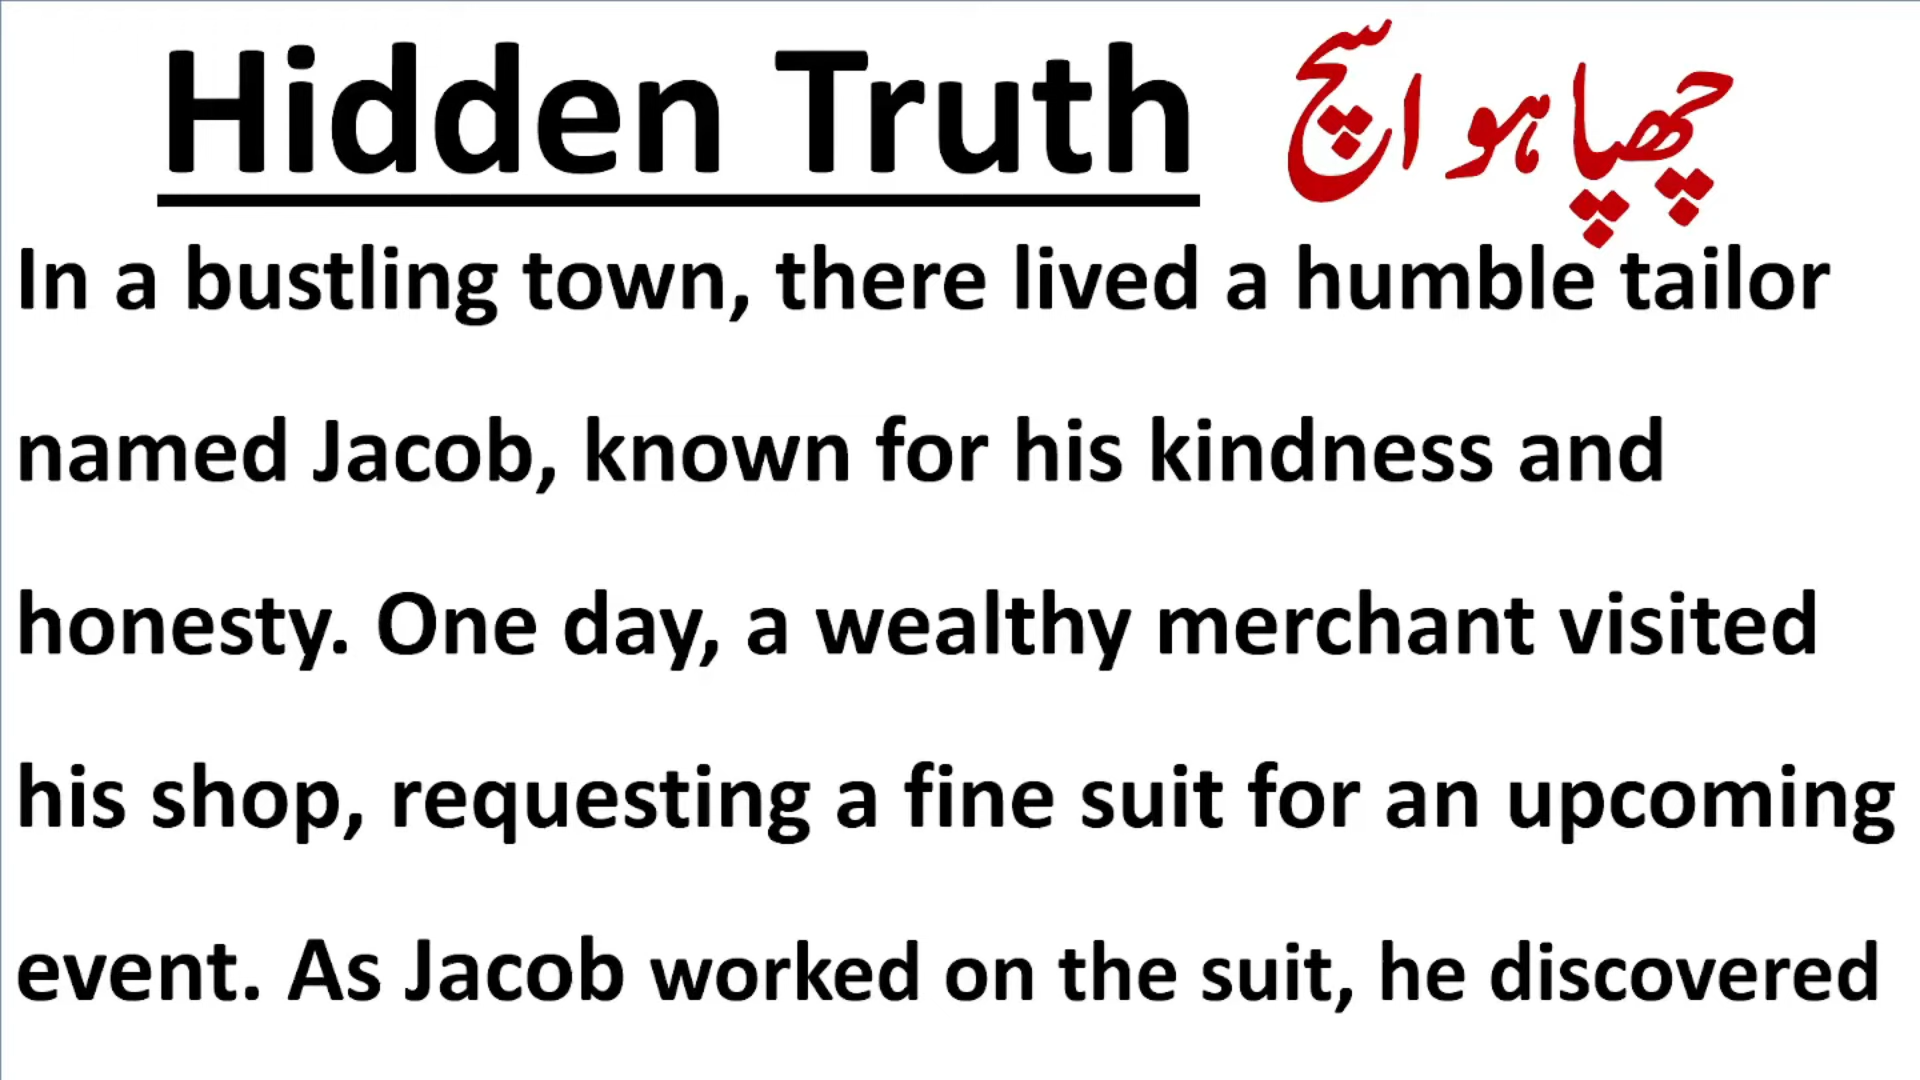 Hidden Truth چھپا ہوا سچ
In a bustling town, there lived a humble tailor
named Jacob, known for his kindness and
honesty. One day, a wealthy merchant visited
his shop, requesting a fine suit for an upcoming
event. As Jacob worked on the suit, he discovered